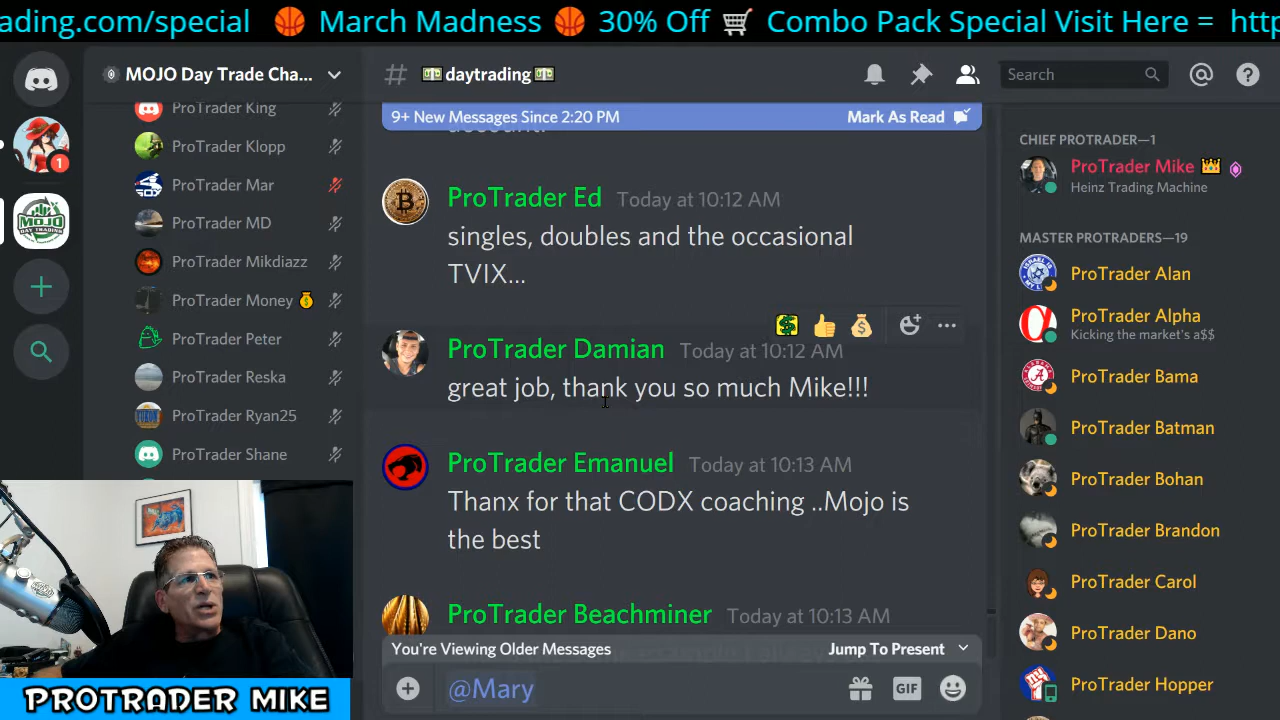 ading.com/special 🏀 March Madness 🏀 30% Off 🛒 Combo Pack Special Visit Here = http
MOJO Day Trade Cha...
ProTrader King
ProTrader Klopp
ProTrader Mar
ProTrader MD
ProTrader Mikdiazz
ProTrader Money 💰
ProTrader Peter
ProTrader Reska
ProTrader Ryan25
ProTrader Shane
# 💵daytrading💵
Search
9+ New Messages Since 2:20 PM
Mark As Read
account.
ProTrader Ed Today at 10:12 AM
singles, doubles and the occasional
TVIX...
ProTrader Damian Today at 10:12 AM
great job, thank you so much Mike!!!
ProTrader Emanuel Today at 10:13 AM
Thanx for that CODX coaching ..Mojo is
the best
ProTrader Beachminer Today at 10:13 AM
You're Viewing Older Messages
Jump To Present
@Mary
GIF
CHIEF PROTRADER—1
ProTrader Mike 👑
Heinz Trading Machine
MASTER PROTRADERS—19
ProTrader Alan
ProTrader Alpha
Kicking the market's a$$
ProTrader Bama
ProTrader Batman
ProTrader Bohan
ProTrader Brandon
ProTrader Carol
ProTrader Dano
ProTrader Hopper
1
MOJO
PROTRADER MIKE